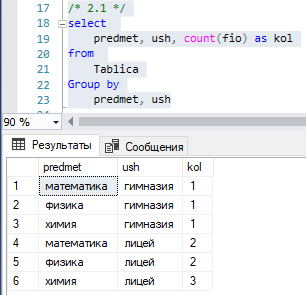 17
18 /* 2.1 */
select
19 predmet, ush, count(fio) as kol
20 from
21 Tablica
22 Group by
23 predmet, ush
90 %
Результаты Сообщения
predmet ush kol
1 математика гимназия 1
2 физика гимназия 1
3 химия гимназия 1
4 математика лицей 2
5 физика лицей 2
6 химия лицей 3